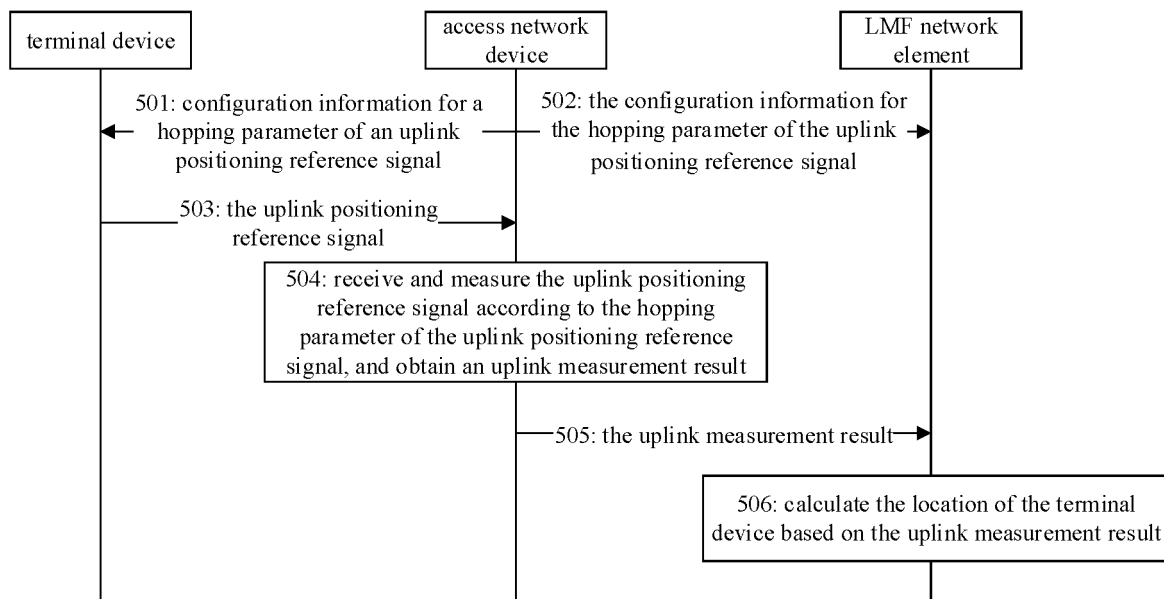 terminal device
access network
device
LMF network
element
501: configuration information for a
hopping parameter of an uplink
positioning reference signal
502: the configuration information for
the hopping parameter of the uplink
positioning reference signal
503: the uplink positioning
reference signal
504: receive and measure the uplink positioning
reference signal according to the hopping
parameter of the uplink positioning reference
signal, and obtain an uplink measurement result
505: the uplink measurement result
506: calculate the location of the terminal
device based on the uplink measurement result